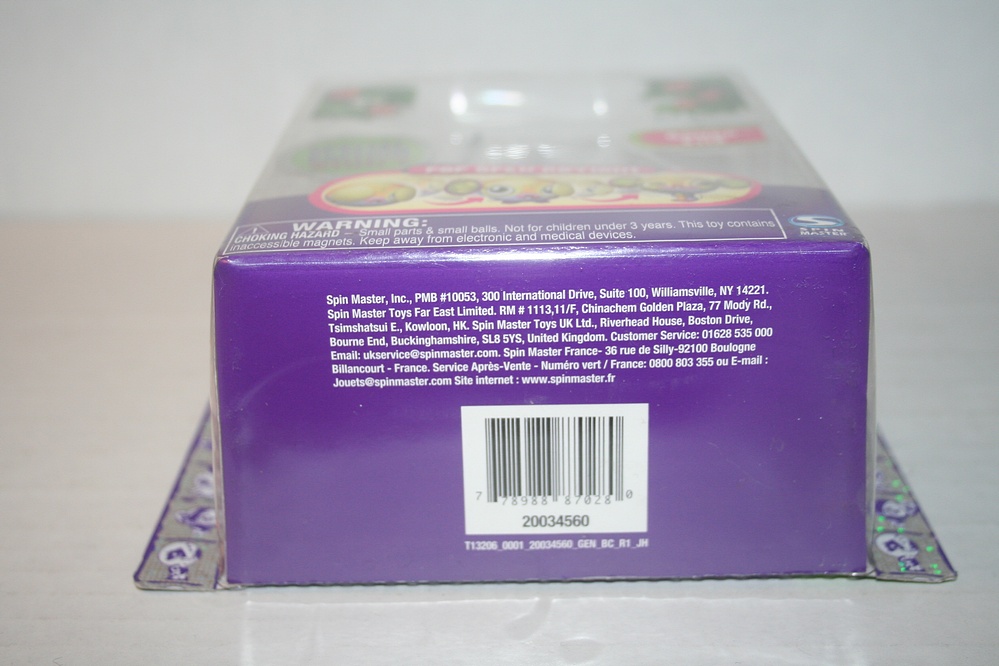 WARNING:
CHOKING HAZARD – Small parts & small balls. Not for children under 3 years. This toy contains
inaccessible magnets. Keep away from electronic and medical devices.
SPIN
MASTER
Spin Master, Inc., PMB #10053, 300 International Drive, Suite 100, Williamsville, NY 14221.
Spin Master Toys Far East Limited. RM # 1113,11/F, Chinachem Golden Plaza, 77 Mody Rd.,
Tsimshatsui E., Kowloon, HK. Spin Master Toys UK Ltd., Riverhead House, Boston Drive,
Bourne End, Buckinghamshire, SL8 5YS, United Kingdom. Customer Service: 01628 535 000
Email: ukservice@spinmaster.com. Spin Master France- 36 rue de Silly-92100 Boulogne
Billancourt - France. Service Après-Vente - Numéro vert / France: 0800 803 355 ou E-mail :
Jouets@spinmaster.com Site internet : www.spinmaster.fr
7 78988 87028 0
20034560
T13206_0001_20034560_GEN_BC_R1_JH